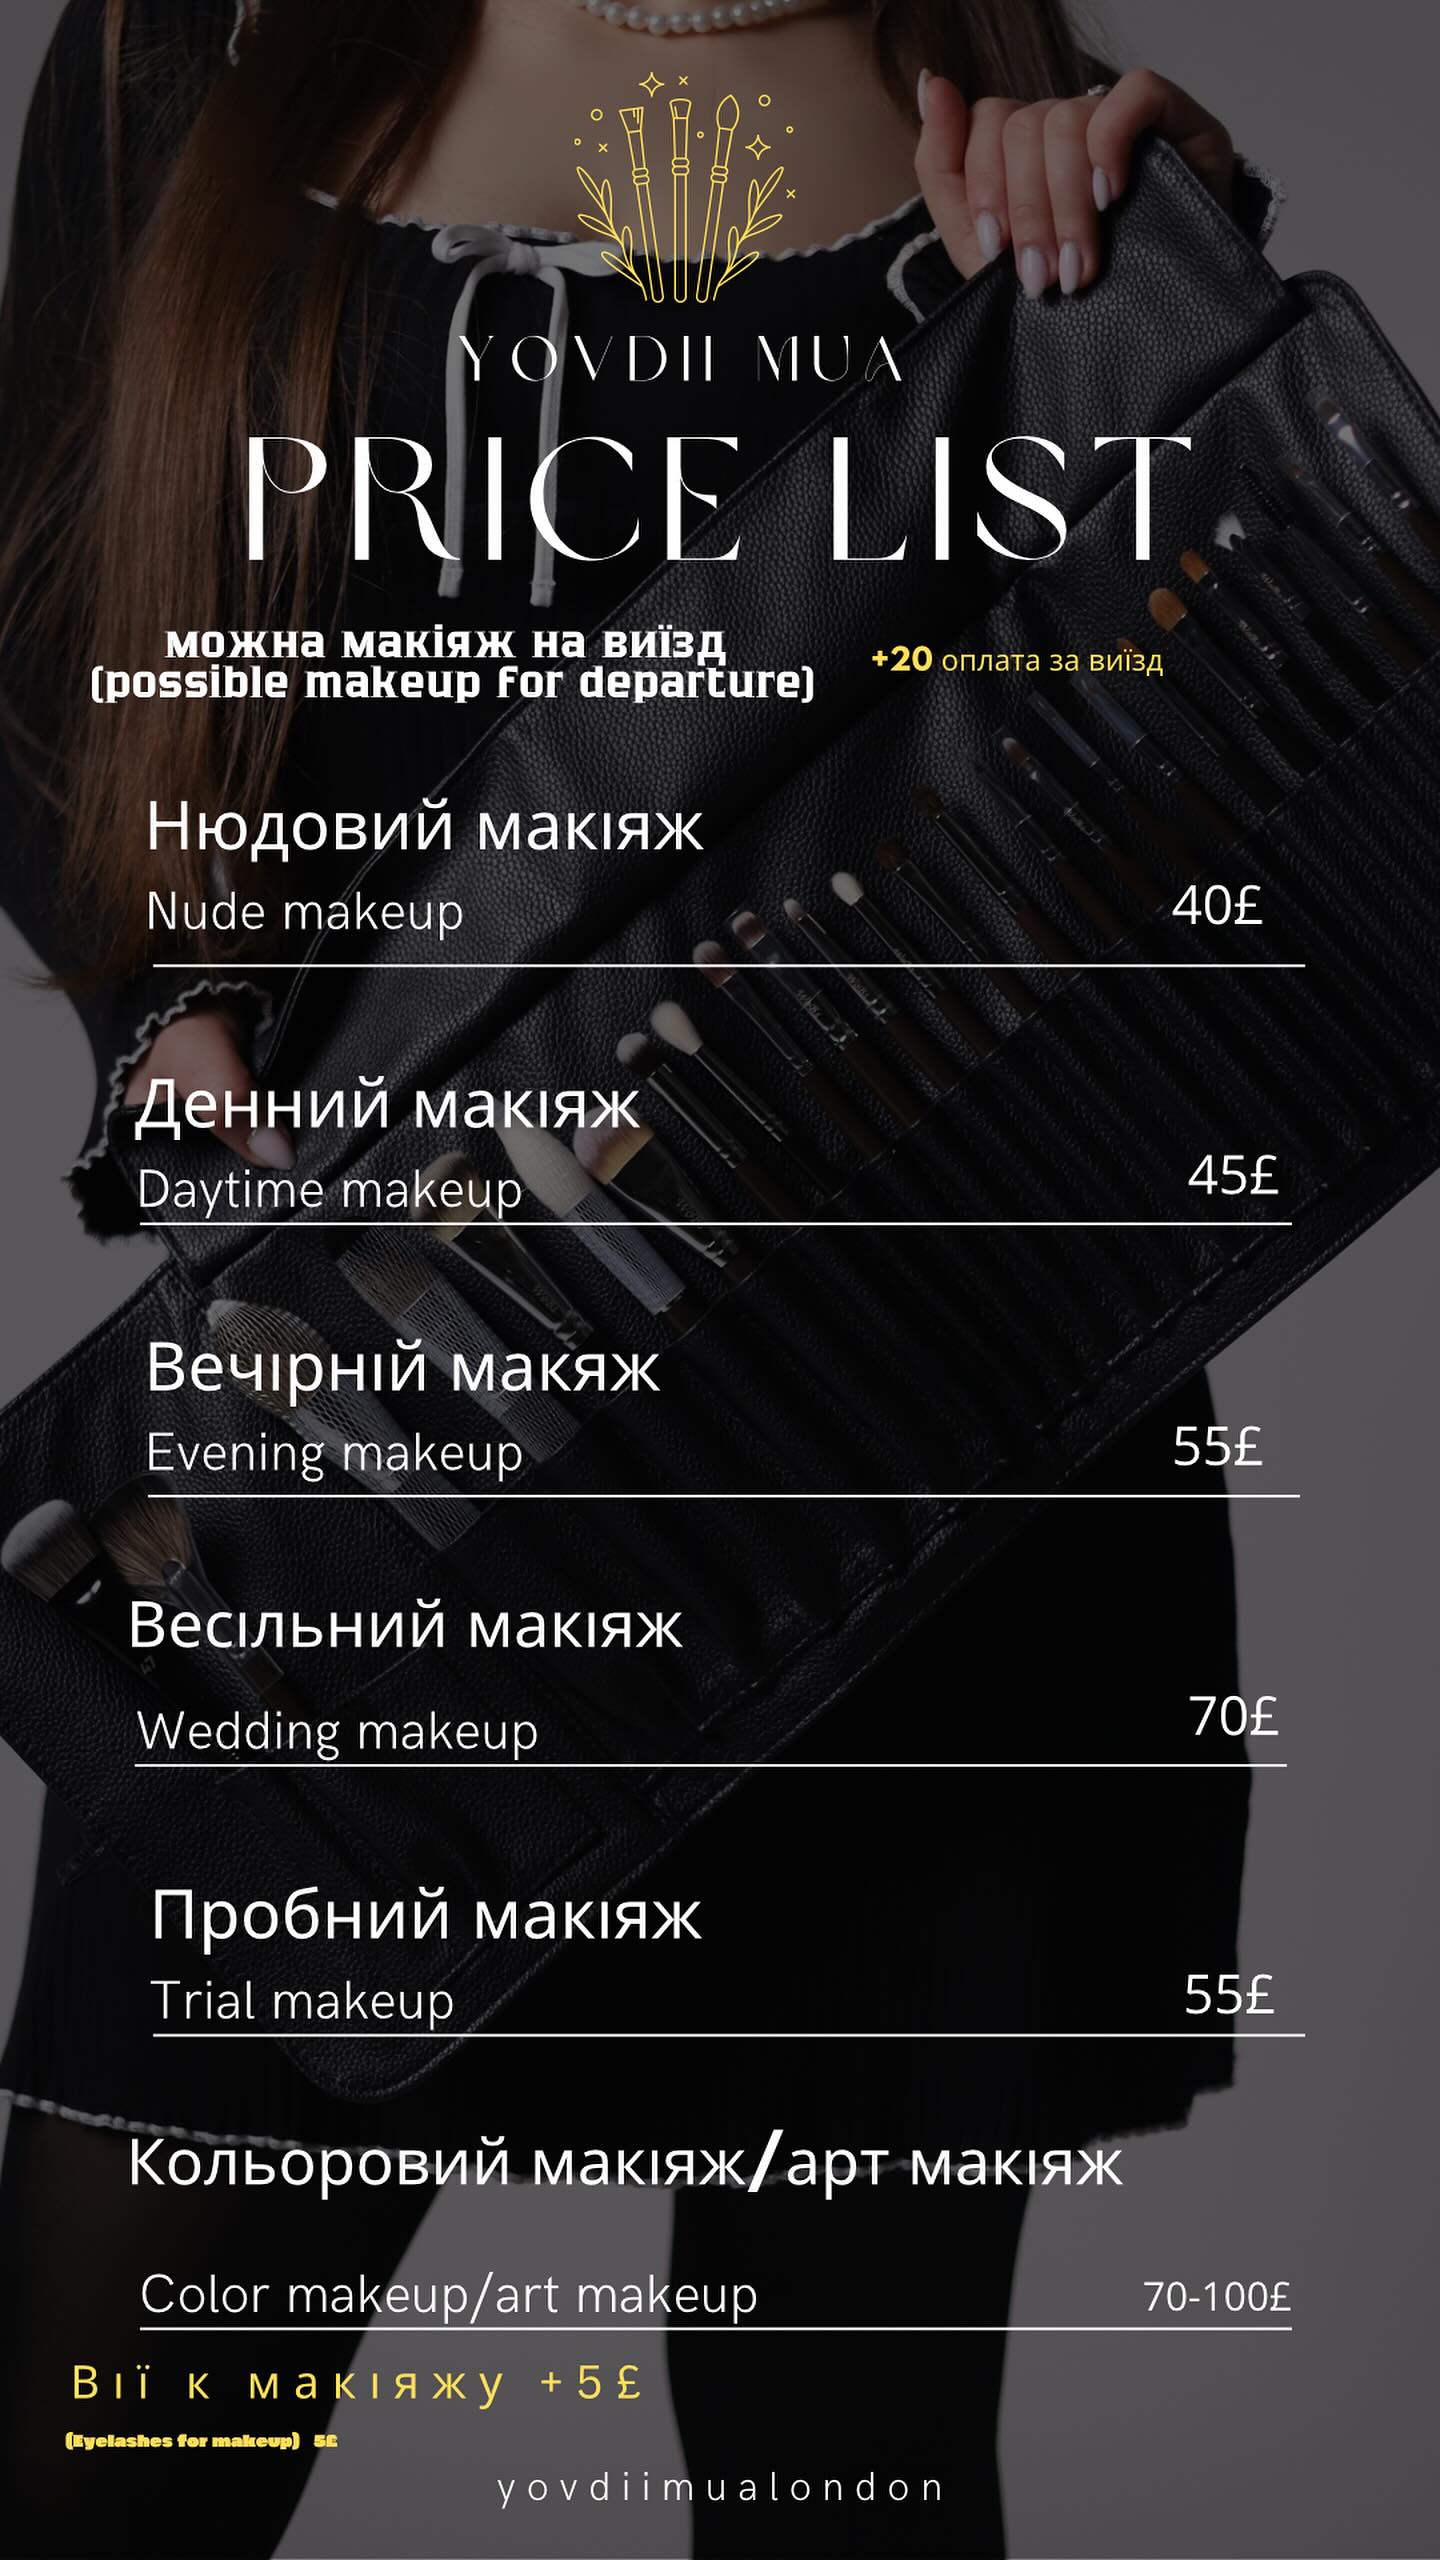 YOVDII MUA
PRICE LIST
можна макіяж на виїзд
(possible makeup for departure)
+20 оплата за виїзд
Нюдовий макіяж
Nude makeup 40£
Денний макіяж
Daytime makeup 45£
Вечірній макяж
Evening makeup 55£
Весільний макіяж
Wedding makeup 70£
Пробний макіяж
Trial makeup 55£
Кольоровий макіяж/арт макіяж
Color makeup/art makeup 70-100£
Вії к макіяжу +5£
(Eyelashes for makeup) 5£
yovdiimualondon